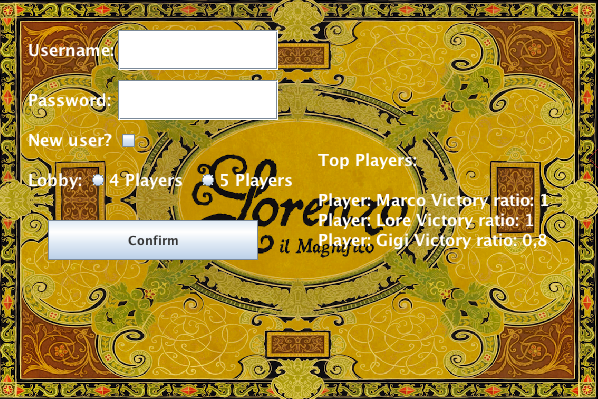 Username:
Password:
New user?
Lobby: 4 Players 5 Players
Confirm
Top Players:
Player: Marco Victory ratio: 1
Player: Lore Victory ratio: 1
Player: Gigi Victory ratio: 0,8
Lorenzo
il Magnifico